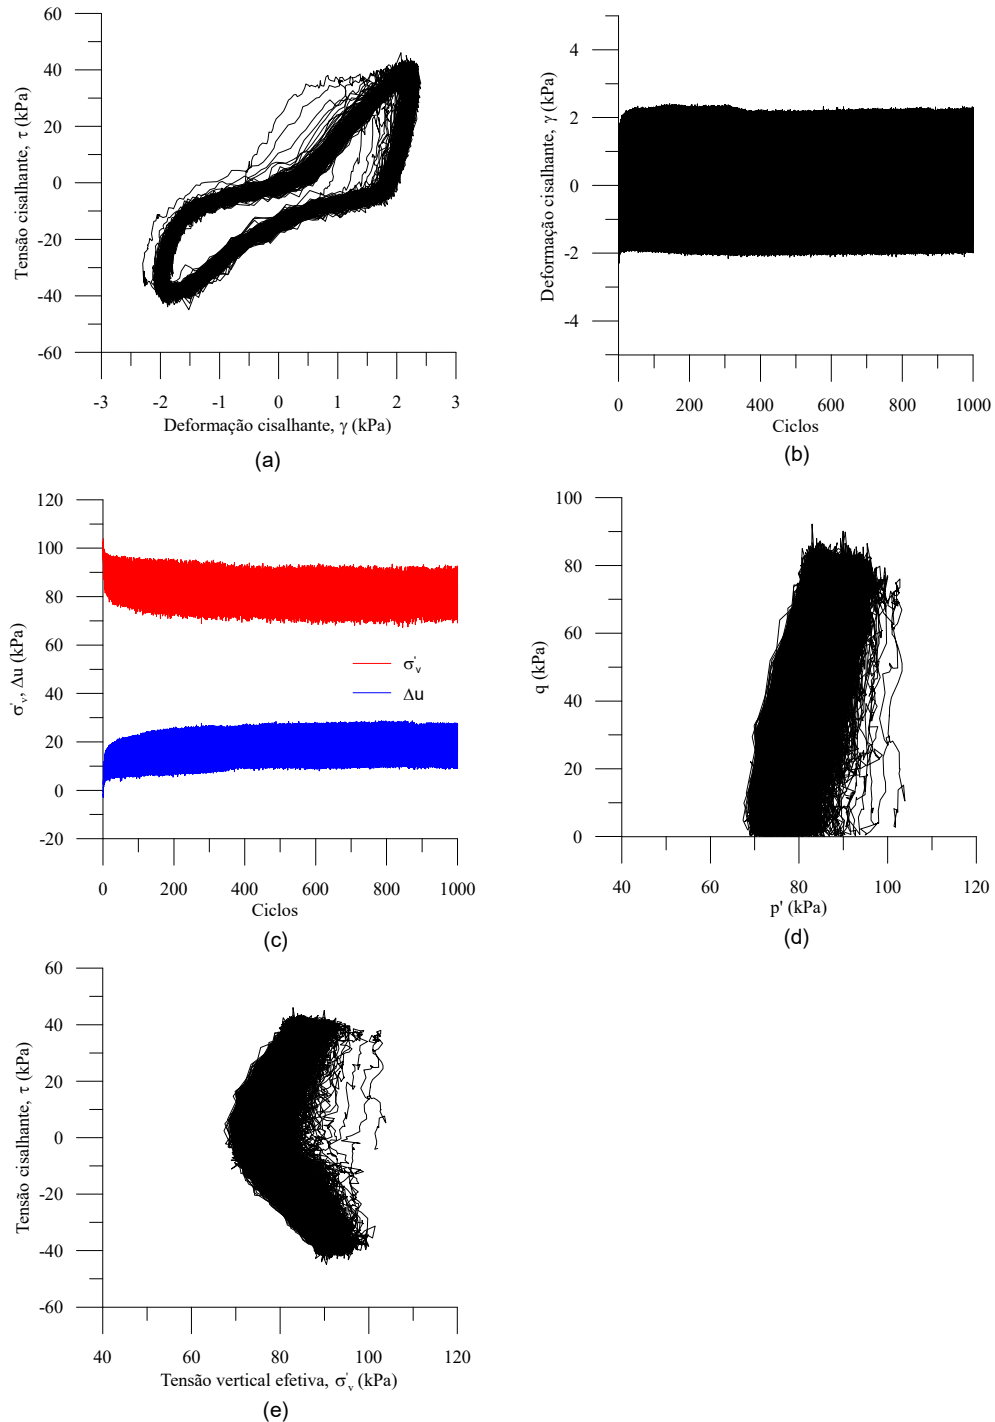 60
40
20
0
-20
-40
-60
Tensão cisalhante, τ (kPa)
-3 -2 -1 0 1 2 3
Deformação cisalhante, γ (kPa)
(a)
4
2
0
-2
-4
Deformação cisalhante, γ (kPa)
0 200 400 600 800 1000
Ciclos
(b)
120
100
80
60
40
20
0
-20
σ'v, Δu (kPa)
σ'v
Δu
0 200 400 600 800 1000
Ciclos
(c)
100
80
60
40
20
0
q (kPa)
40 60 80 100 120
p' (kPa)
(d)
60
40
20
0
-20
-40
-60
Tensão cisalhante, τ (kPa)
40 60 80 100 120
Tensão vertical efetiva, σ'v (kPa)
(e)